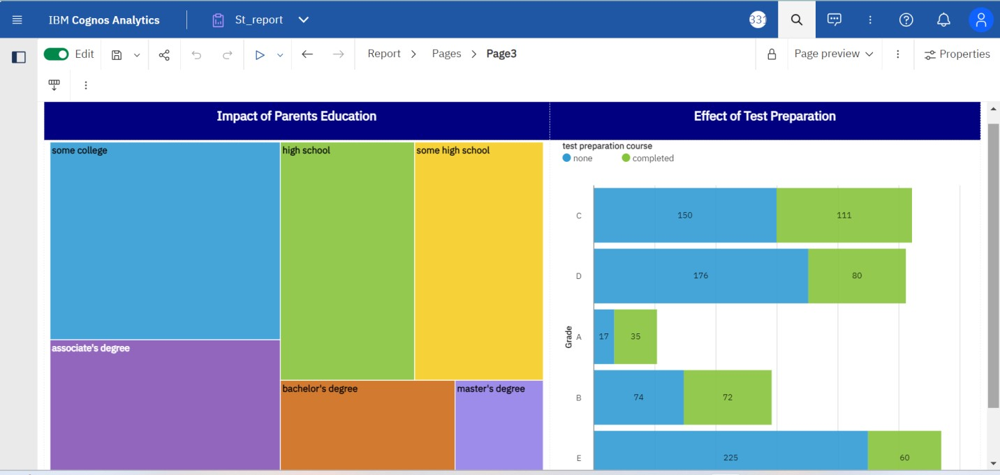 IBM Cognos Analytics
St_report
331
Edit
Report > Pages > Page3
Page preview
Properties
Impact of Parents Education
Effect of Test Preparation
some college
high school
some high school
associate's degree
bachelor's degree
master's degree
test preparation course
none
completed
Grade
C
150
111
D
176
80
A
17
35
B
74
72
E
225
60